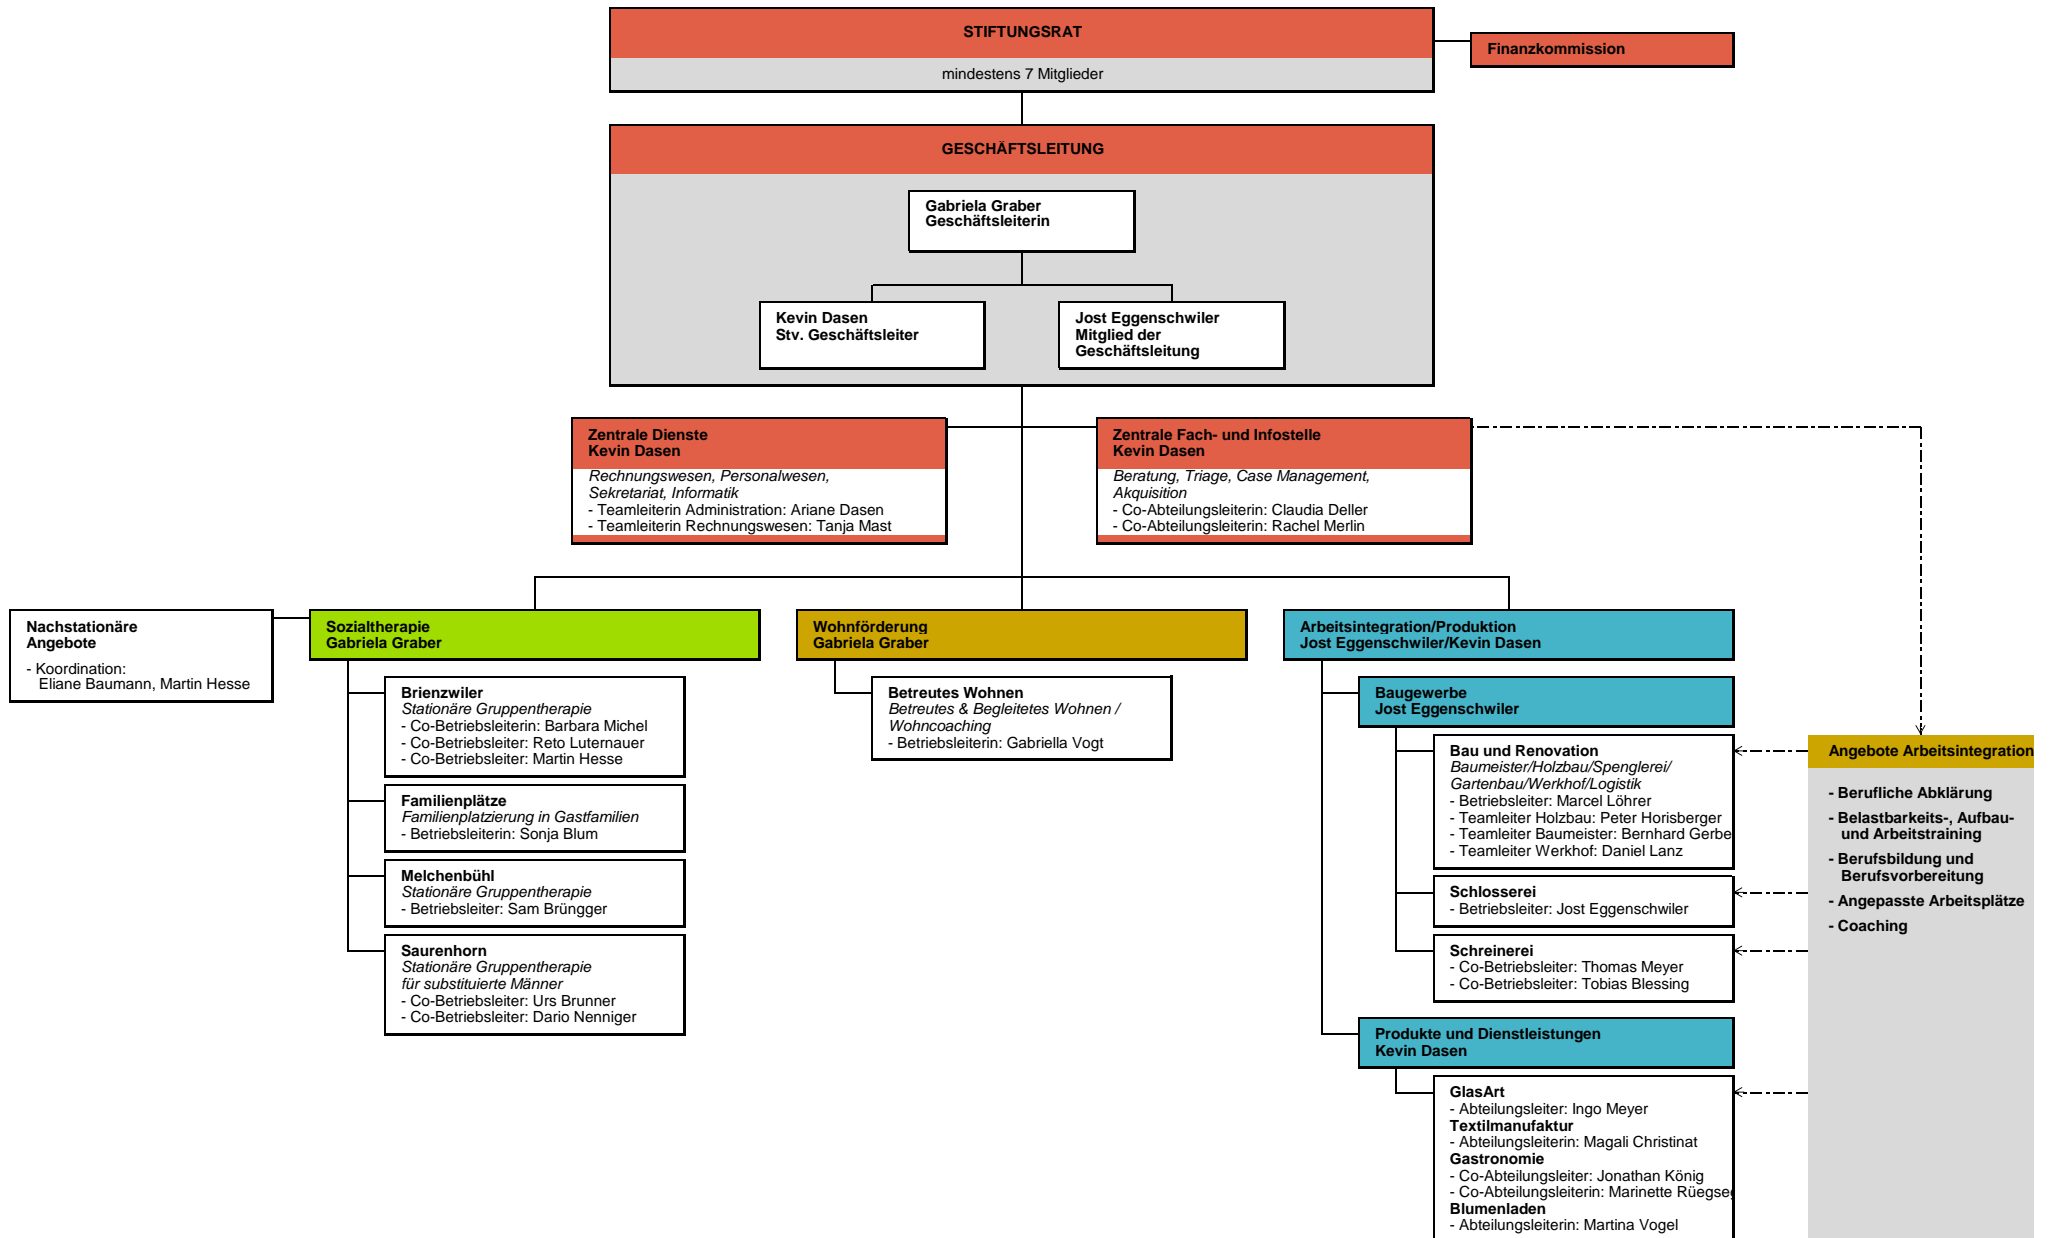 STIFTUNGSRAT
mindestens 7 Mitglieder
Finanzkommission
GESCHÄFTSLEITUNG
Gabriela Graber
Geschäftsleiterin
Kevin Dasen
Stv. Geschäftsleiter
Jost Eggenschwiler
Mitglied der
Geschäftsleitung
Zentrale Dienste
Kevin Dasen
Rechnungswesen, Personalwesen,
Sekretariat, Informatik
- Teamleiterin Administration: Ariane Dasen
- Teamleiterin Rechnungswesen: Tanja Mast
Zentrale Fach- und Infostelle
Kevin Dasen
Beratung, Triage, Case Management,
Akquisition
- Co-Abteilungsleiterin: Claudia Deller
- Co-Abteilungsleiterin: Rachel Merlin
Nachstationäre
Angebote
- Koordination:
Eliane Baumann, Martin Hesse
Sozialtherapie
Gabriela Graber
Brienzwiler
Stationäre Gruppentherapie
- Co-Betriebsleiterin: Barbara Michel
- Co-Betriebsleiter: Reto Luternauer
- Co-Betriebsleiter: Martin Hesse
Familienplätze
Familienplatzierung in Gastfamilien
- Betriebsleiterin: Sonja Blum
Melchenbühl
Stationäre Gruppentherapie
- Betriebsleiter: Sam Brüngger
Saurenhorn
Stationäre Gruppentherapie
für substituierte Männer
- Co-Betriebsleiter: Urs Brunner
- Co-Betriebsleiter: Dario Nenniger
Wohnförderung
Gabriela Graber
Betreutes Wohnen
Betreutes & Begleitetes Wohnen /
Wohncoaching
- Betriebsleiterin: Gabriella Vogt
Arbeitsintegration/Produktion
Jost Eggenschwiler/Kevin Dasen
Baugewerbe
Jost Eggenschwiler
Bau und Renovation
Baumeister/Holzbau/Spenglerei/
Gartenbau/Werkhof/Logistik
- Betriebsleiter: Marcel Löhrer
- Teamleiter Holzbau: Peter Horisberger
- Teamleiter Baumeister: Bernhard Gerbe
- Teamleiter Werkhof: Daniel Lanz
Schlosserei
- Betriebsleiter: Jost Eggenschwiler
Schreinerei
- Co-Betriebsleiter: Thomas Meyer
- Co-Betriebsleiter: Tobias Blessing
Produkte und Dienstleistungen
Kevin Dasen
GlasArt
- Abteilungsleiter: Ingo Meyer
Textilmanufaktur
- Abteilungsleiterin: Magali Christinat
Gastronomie
- Co-Abteilungsleiter: Jonathan König
- Co-Abteilungsleiterin: Marinette
Blumenladen
- Abteilungsleiterin: Martina Vogel
Angebote Arbeitsintegration
- Berufliche Abklärung
- Belastbarkeits-, Aufbau-
und Arbeitstraining
- Berufsbildung und
Berufsvorbereitung
- Angepasste Arbeitsplätze
- Coaching